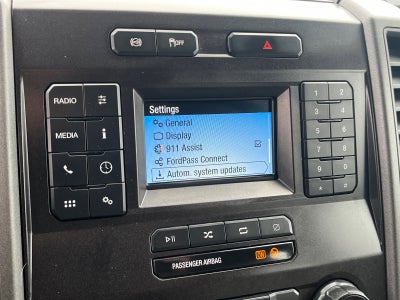 OFF
RADIO
MEDIA
Settings
General
Display
911 Assist
FordPass Connect
Autom. system updates
1 2 3
4 5 6
7 8 9
* 0 #
PASSENGER AIRBAG